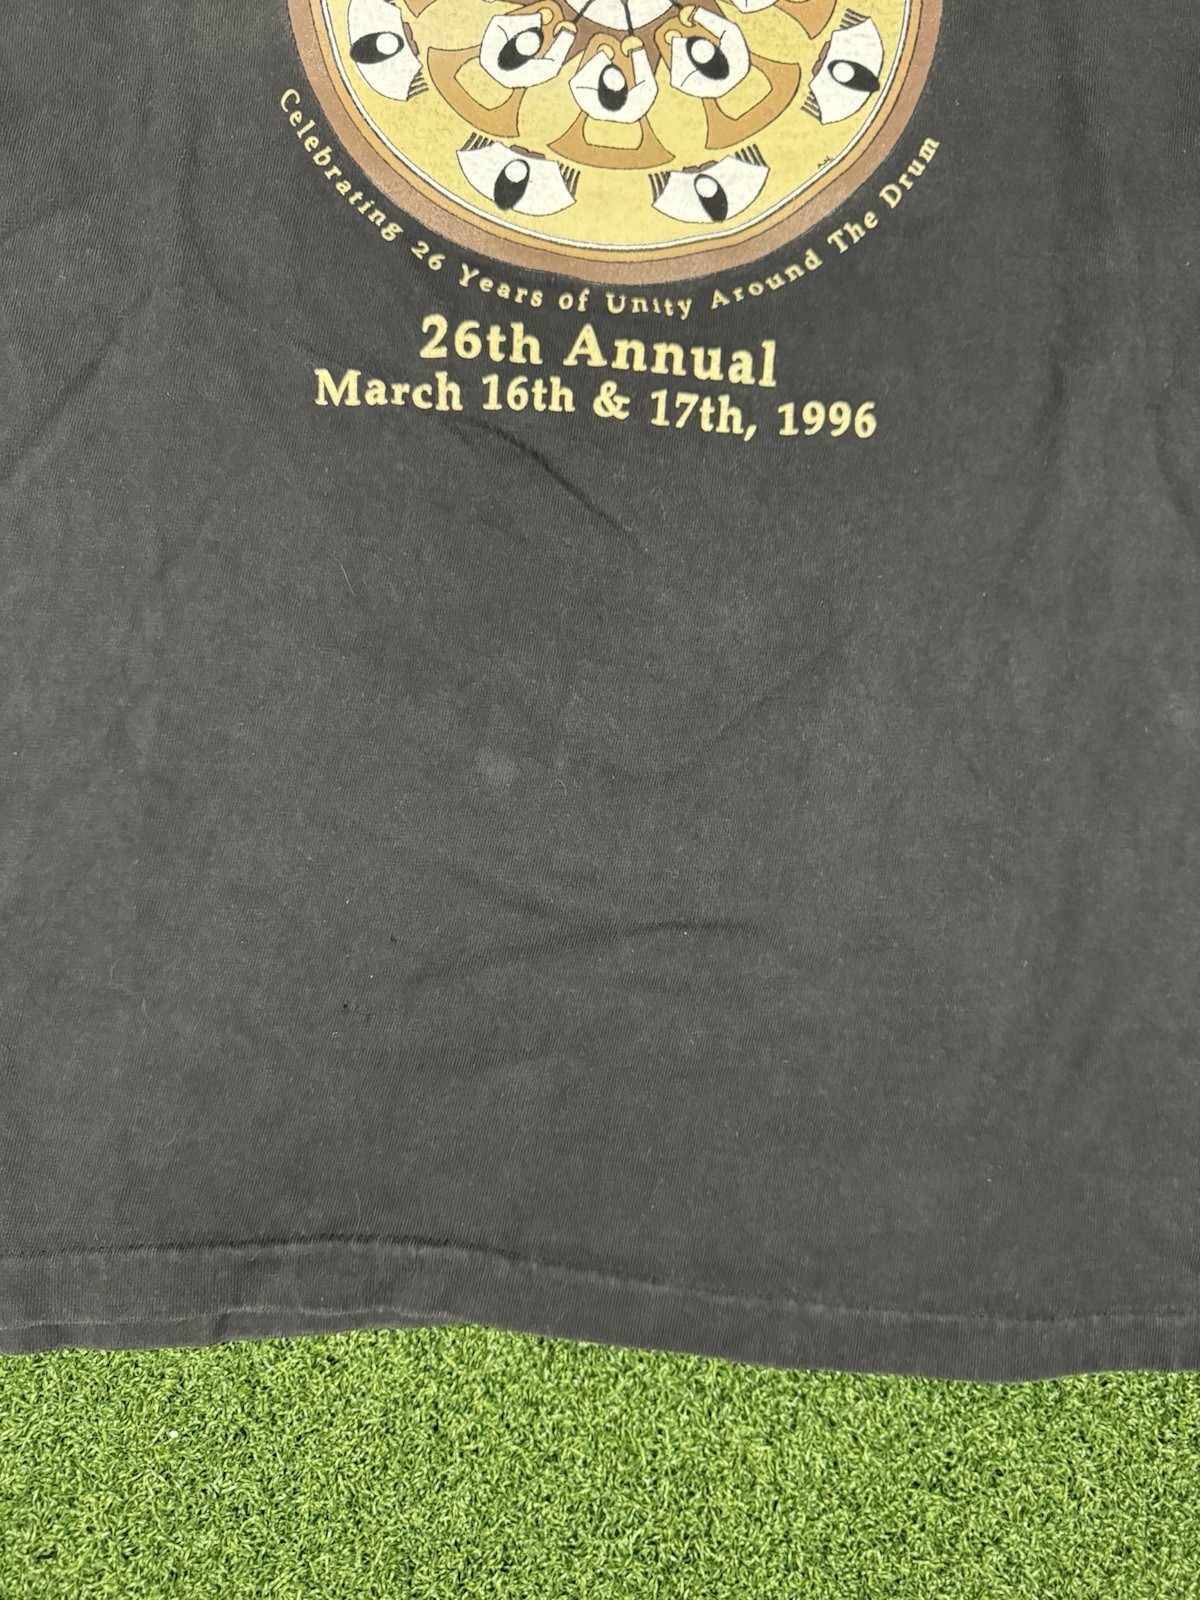 Celebrating 26 Years of Unity Around The Drum
26th Annual
March 16th & 17th, 1996